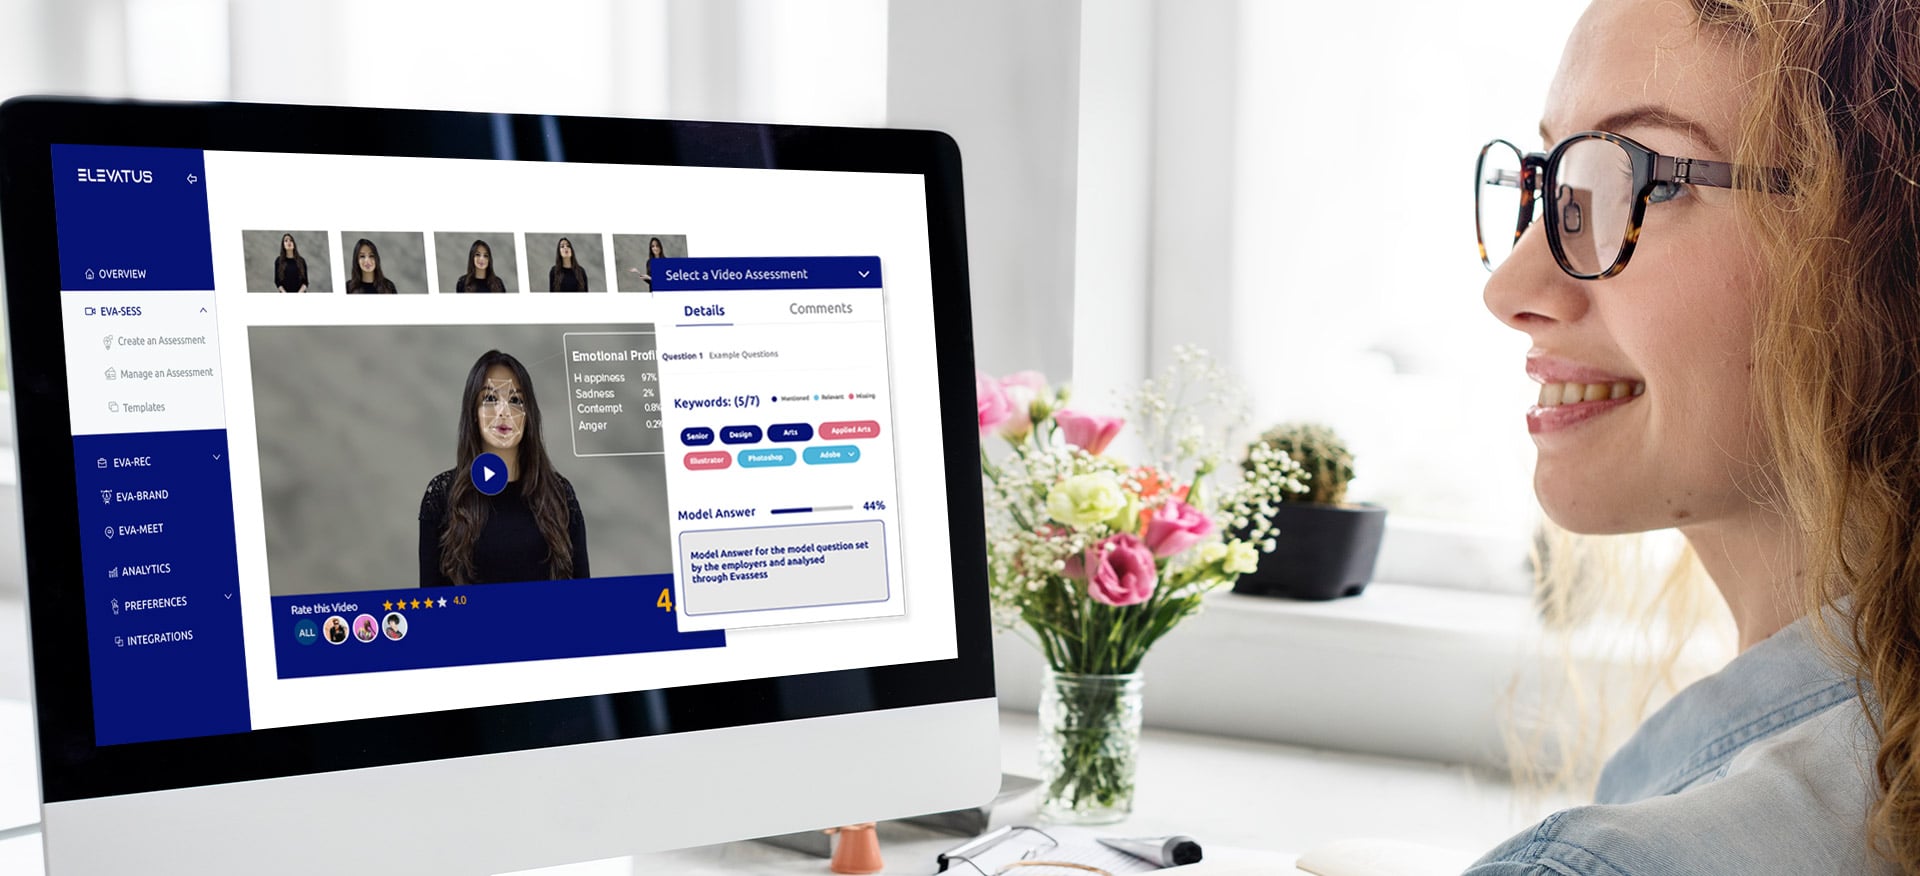 ELEVATUS
OVERVIEW
EVA-SESS
Create an Assessment
Manage an Assessment
Templates
EVA-REC
EVA-BRAND
EVA-MEET
ANALYTICS
PREFERENCES
INTEGRATIONS
Emotional Profi
Happiness 97%
Sadness 2%
Contempt 0.8%
Anger 0.2%
Rate this Video 4.0
ALL
4.
Select a Video Assessment
Details Comments
Question 1 Example Questions
Keywords: (5/7) Mentioned Relevant Missing
Senior Design Arts Applied Arts
Illustrator Photoshop Adobe
Model Answer 44%
Model Answer for the model question set
by the employers and analysed
through Evassess